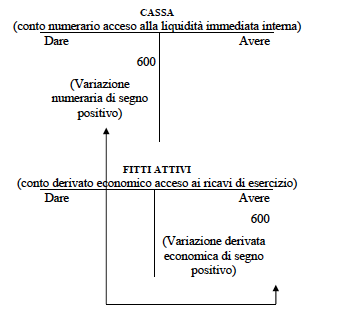 CASSA
(conto numerario acceso alla liquidità immediata interna)
Dare Avere
600
(Variazione
numeraria di segno
positivo)
FITTI ATTIVI
(conto derivato economico acceso ai ricavi di esercizio)
Dare Avere
600
(Variazione derivata
economica di segno
positivo)